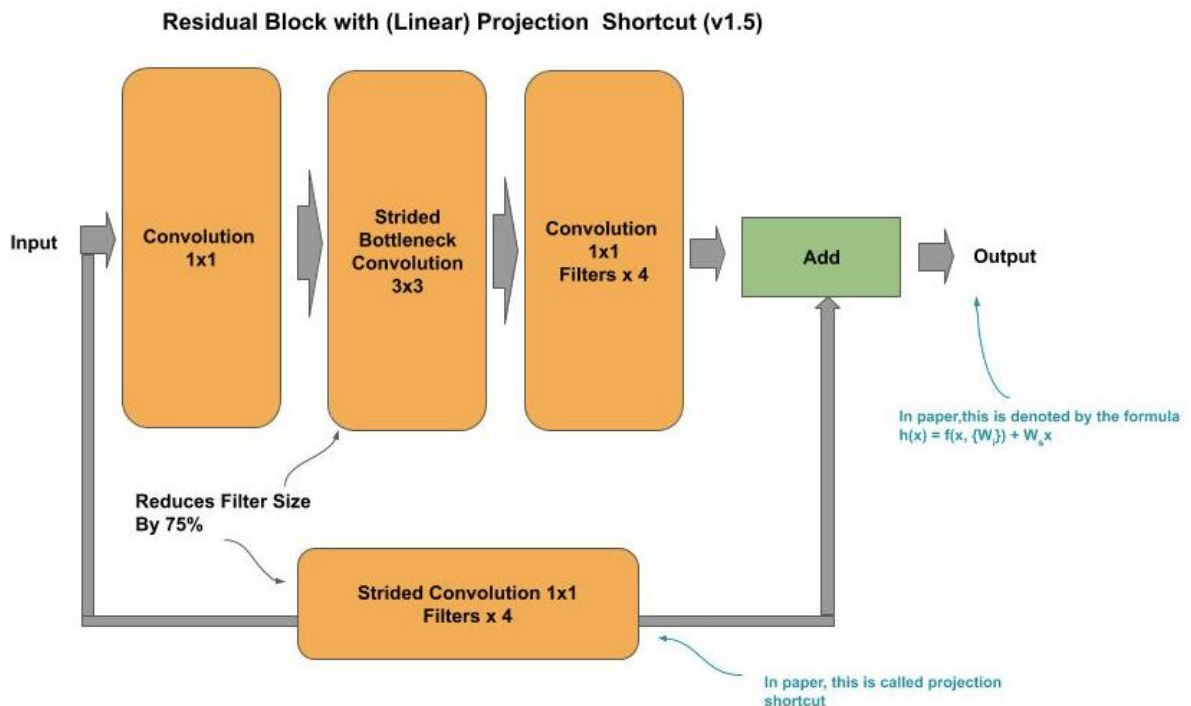 Residual Block with (Linear) Projection Shortcut (v1.5)
Input
Convolution
1x1
Strided
Bottleneck
Convolution
3x3
Convolution
1x1
Filters x 4
Add
Output
In paper,this is denoted by the formula
h(x) = f(x, {Wᵢ}) + Wₛx
Reduces Filter Size
By 75%
Strided Convolution 1x1
Filters x 4
In paper, this is called projection
shortcut